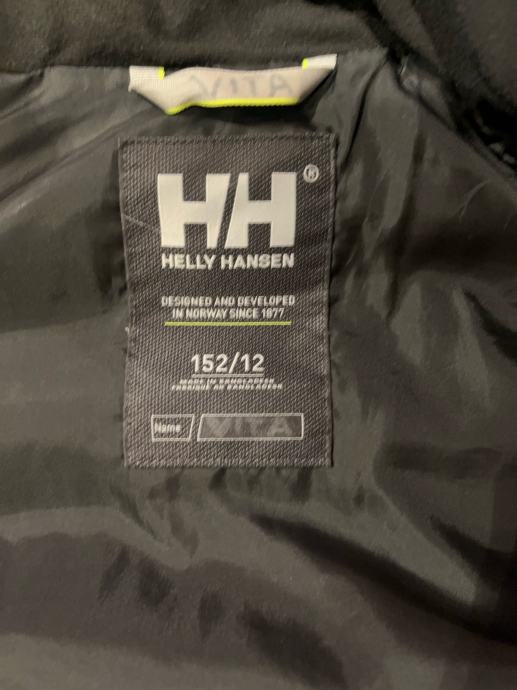 VITA
HH®
HELLY HANSEN
DESIGNED AND DEVELOPED
IN NORWAY SINCE 1877
152/12
MADE IN BANGLADESH
FABRIQUE AU BANGLADESH
Name VITA